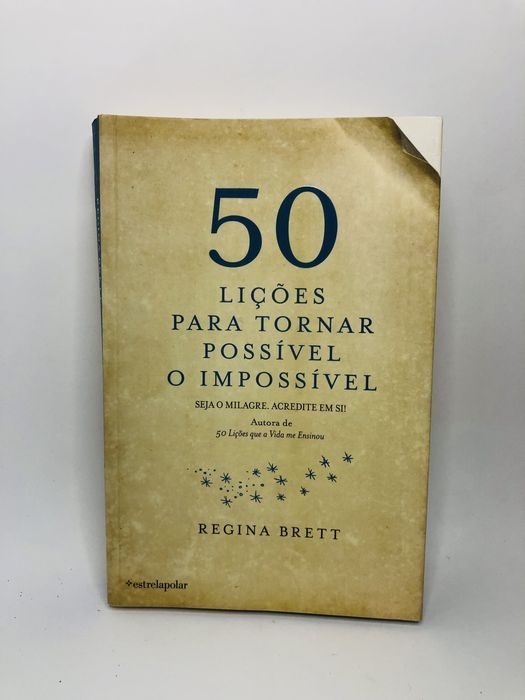 50
LIÇÕES
PARA TORNAR
POSSÍVEL
O IMPOSSÍVEL
SEJA O MILAGRE. ACREDITE EM SI!
Autora de
50 Lições que a Vida me Ensinou
REGINA BRETT
estrelapolar